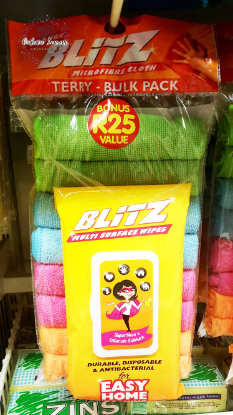 BLITZ
MICROFIBRE CLOTH
TERRY - BULK PACK
BONUS
R25
VALUE
BLITZ
MULTI SURFACE WIPES
DURABLE, DISPOSABLE
& ANTIBACTERIAL
for
EASY
HOME
ZINS